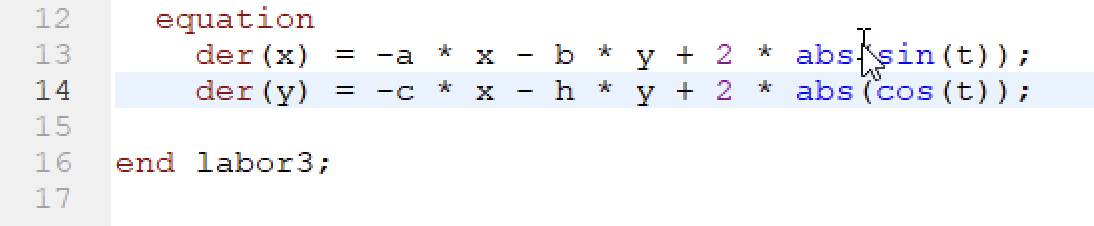 12 equation
13 der(x) = -a * x - b * y + 2 * abs(sin(t));
14 der(y) = -c * x - h * y + 2 * abs(cos(t));
15
16 end labor3;
17